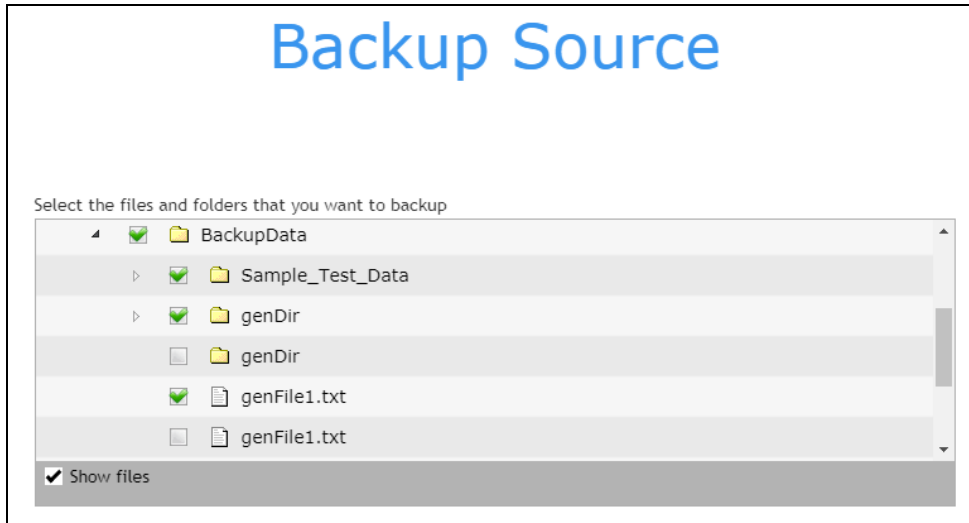 Backup Source
Select the files and folders that you want to backup
BackupData
Sample_Test_Data
genDir
genDir
genFile1.txt
genFile1.txt
Show files